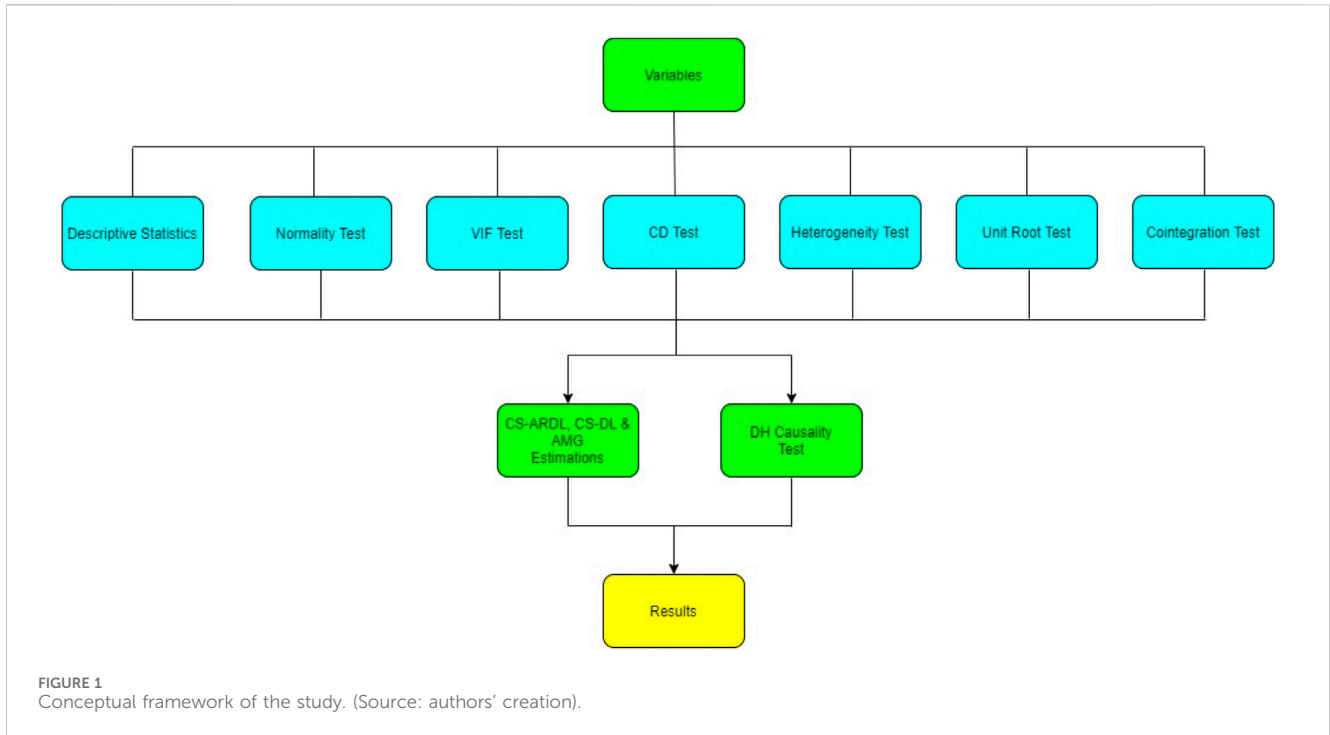 Variables
Descriptive Statistics
Normality Test
VIF Test
CD Test
Heterogeneity Test
Unit Root Test
Cointegration Test
CS-ARDL, CS-DL &
AMG
Estimations
DH Causality
Test
Results
FIGURE 1
Conceptual framework of the study. (Source: authors’ creation).